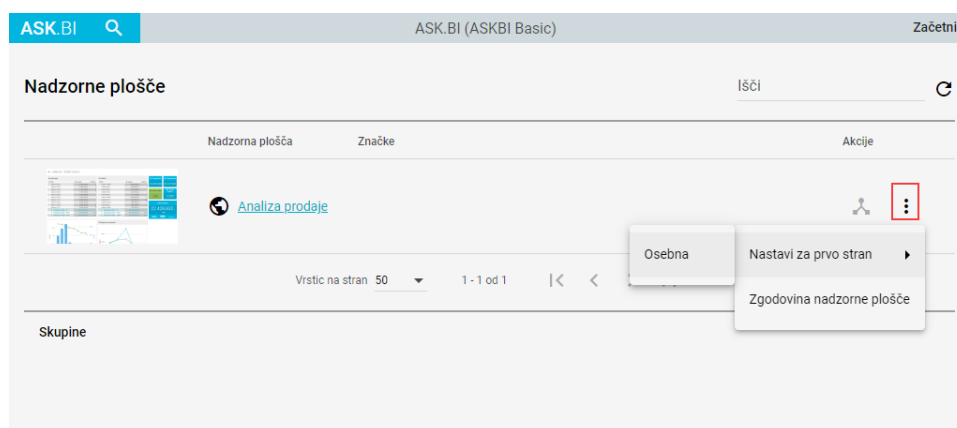 ASK.BI ASK.BI (ASKBI Basic) Začetni
Nadzorne plošče Išči
Nadzorna plošča Značke Akcije
Analiza prodaje
Osebna Nastavi za prvo stran
Vrstic na stran 50 1 - 1 od 1
Zgodovina nadzorne plošče
Skupine